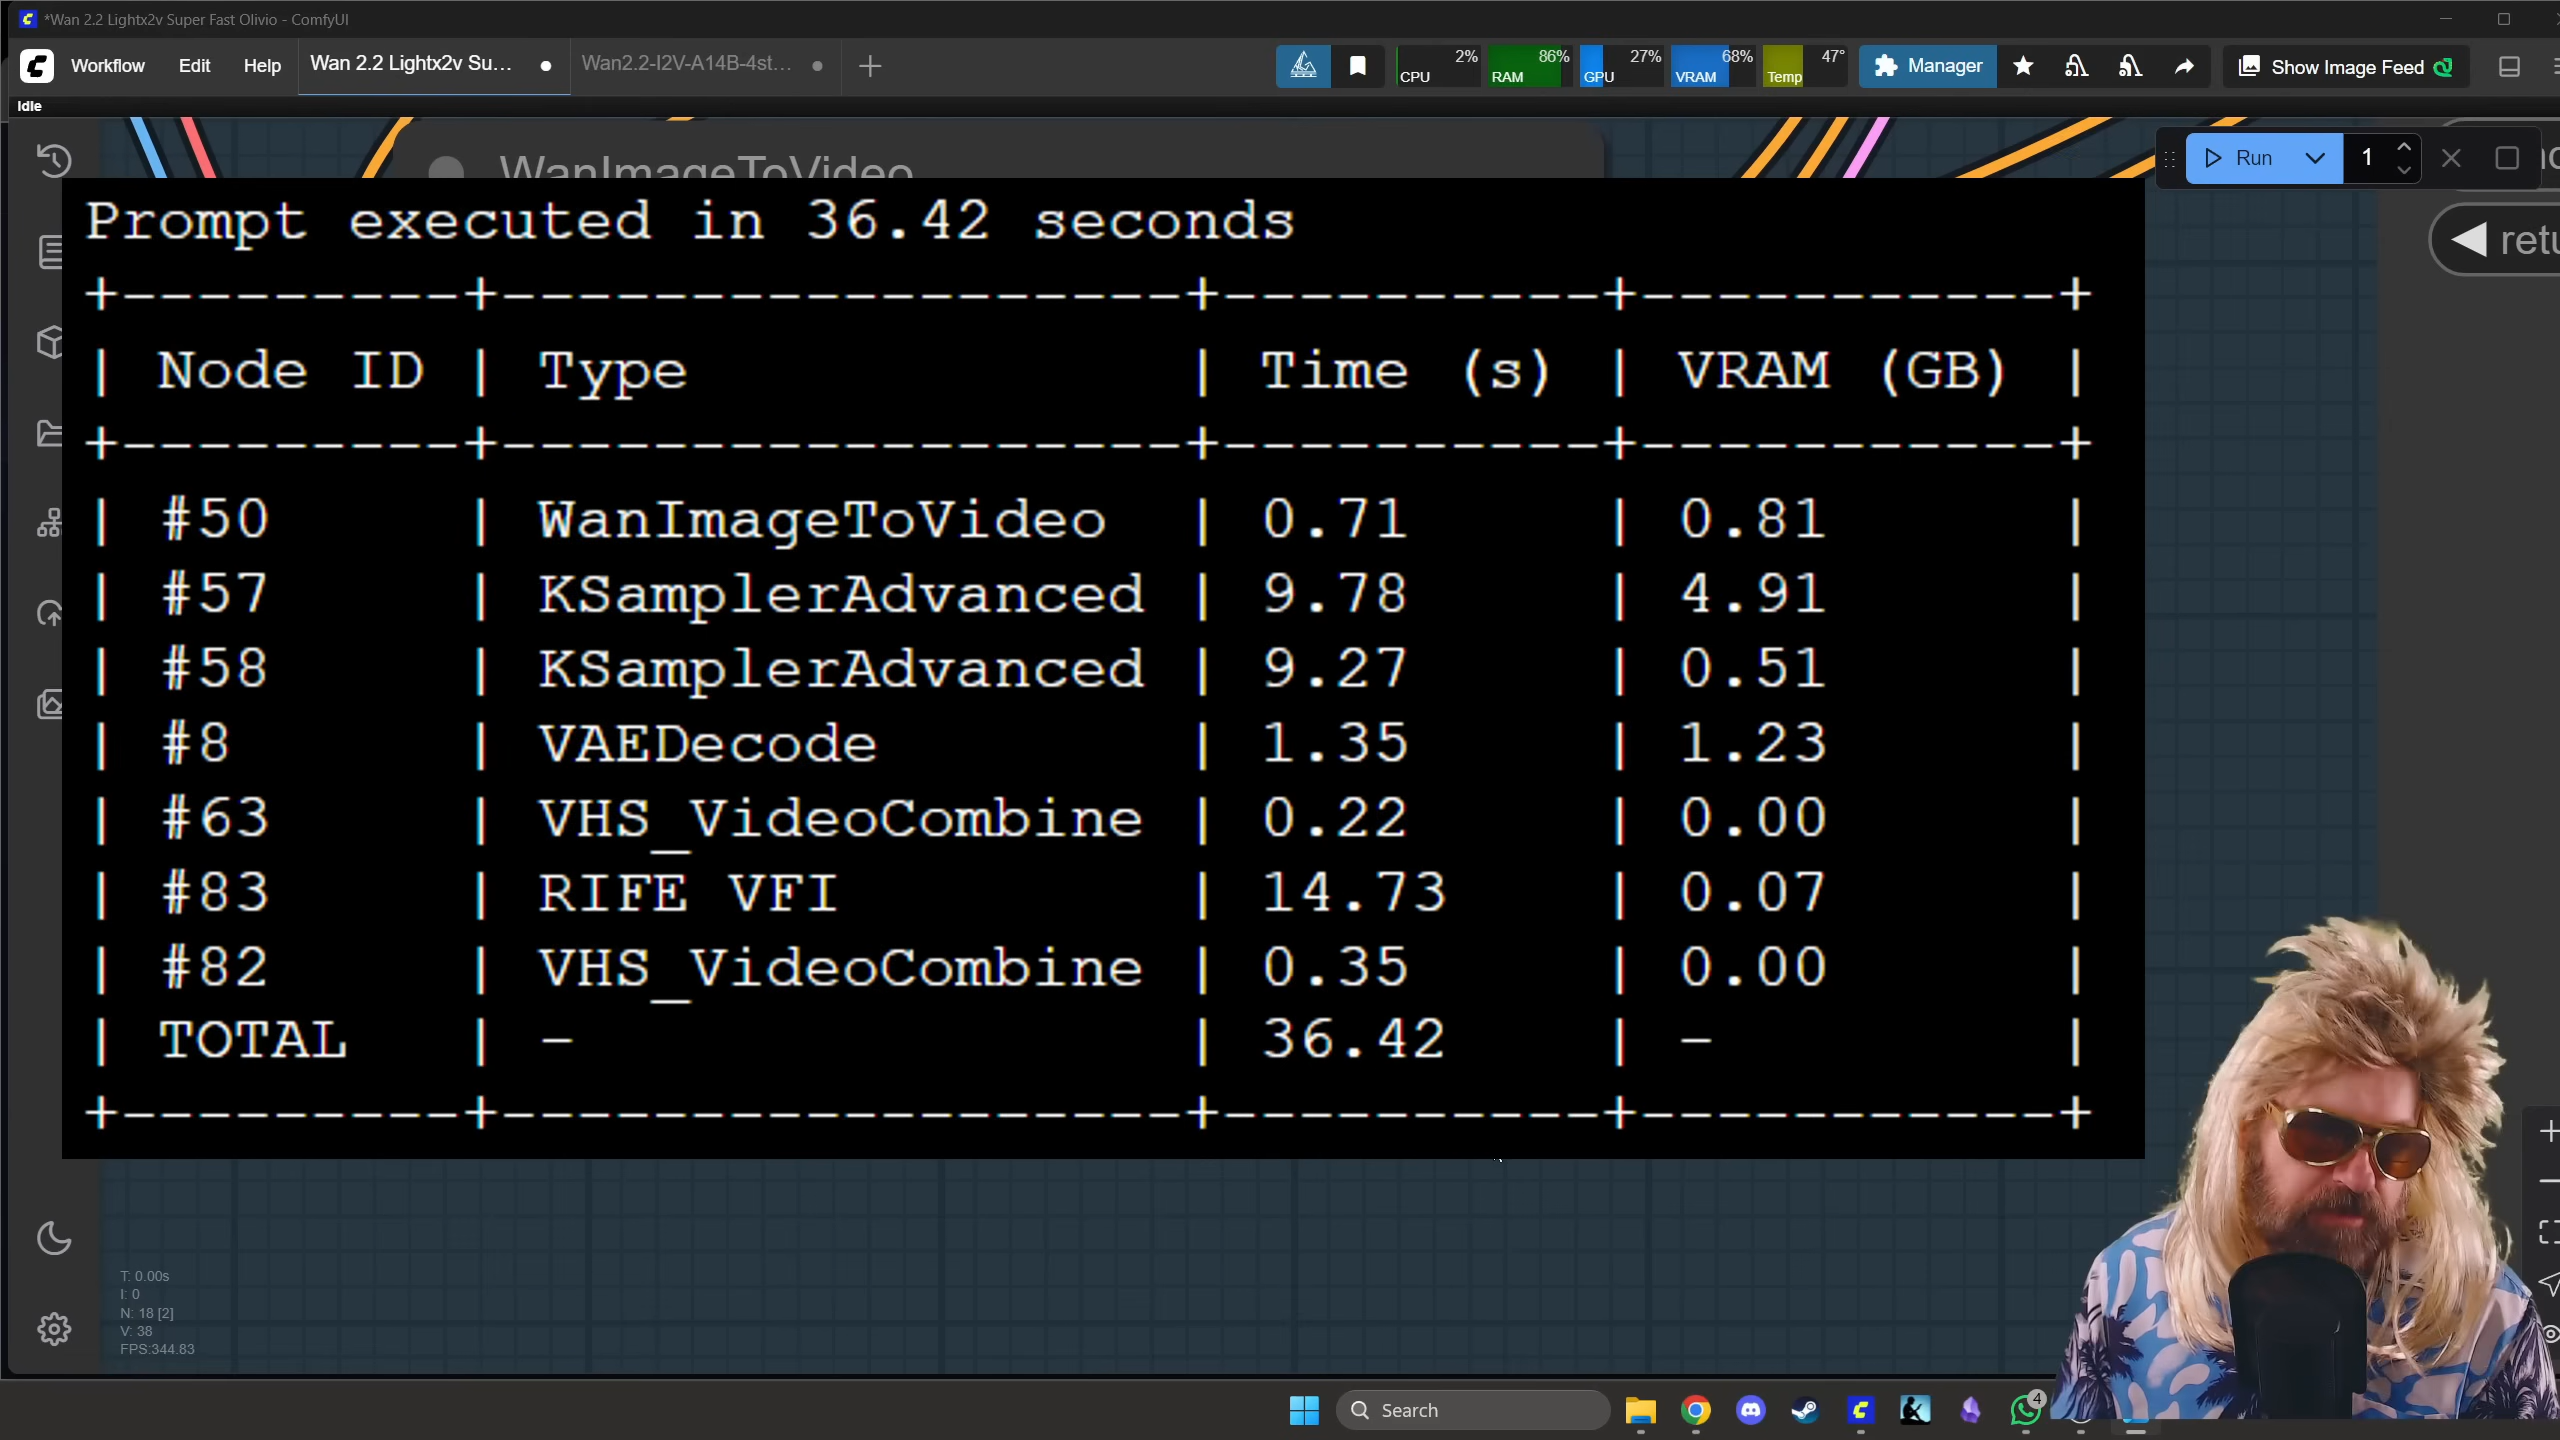 *Wan 2.2 Lightx2v Super Fast Olivio - ComfyUI
Workflow Edit Help Wan 2.2 Lightx2v Su... Wan2.2-I2V-A14B-4st... CPU 2% RAM 86% GPU 27% VRAM 68% Temp 47° Manager Show Image Feed
Idle
WanImageToVideo
Run 1
retu
Prompt executed in 36.42 seconds
+---------+-----------------+----------+-----------+
| Node ID | Type | Time (s) | VRAM (GB) |
+---------+-----------------+----------+-----------+
| #50 | WanImageToVideo | 0.71 | 0.81 |
| #57 | KSamplerAdvanced | 9.78 | 4.91 |
| #58 | KSamplerAdvanced | 9.27 | 0.51 |
| #8 | VAEDecode | 1.35 | 1.23 |
| #63 | VHS_VideoCombine | 0.22 | 0.00 |
| #83 | RIFE VFI | 14.73 | 0.07 |
| #82 | VHS_VideoCombine | 0.35 | 0.00 |
| TOTAL | - | 36.42 | - |
+---------+-----------------+----------+-----------+
T: 0.00s
I: 0
N: 18 [2]
V: 38
FPS:344.83
Search
4